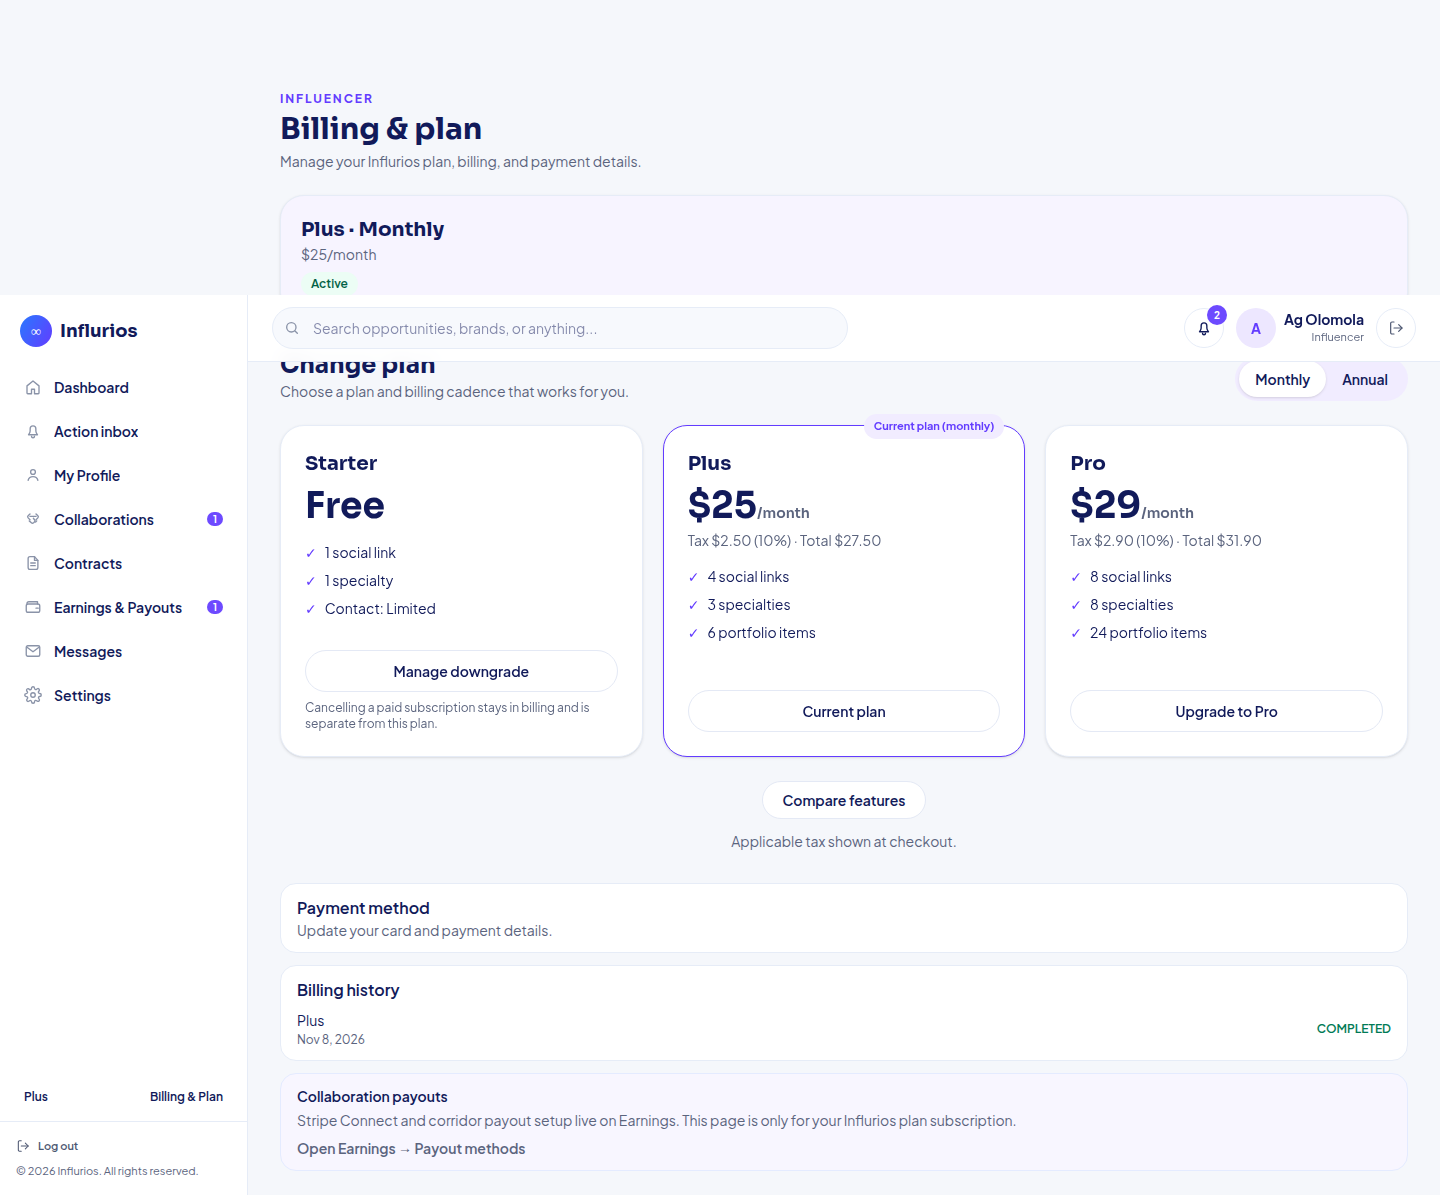 INFLUENCER
Billing & plan
Manage your Influrios plan, billing, and payment details.
Plus · Monthly
$25/month
Active
∞ Influrios
Search opportunities, brands, or anything...
2
A
Ag Olomola
Influencer
Dashboard
Action inbox
My Profile
Collaborations 1
Contracts
Earnings & Payouts 1
Messages
Settings
Plus
Billing & Plan
Log out
© 2026 Influrios. All rights reserved.
Change plan
Choose a plan and billing cadence that works for you.
Monthly
Annual
Starter
Free
✓ 1 social link
✓ 1 specialty
✓ Contact: Limited
Manage downgrade
Cancelling a paid subscription stays in billing and is
separate from this plan.
Current plan (monthly)
Plus
$25/month
Tax $2.50 (10%) · Total $27.50
✓ 4 social links
✓ 3 specialties
✓ 6 portfolio items
Current plan
Pro
$29/month
Tax $2.90 (10%) · Total $31.90
✓ 8 social links
✓ 8 specialties
✓ 24 portfolio items
Upgrade to Pro
Compare features
Applicable tax shown at checkout.
Payment method
Update your card and payment details.
Billing history
Plus
Nov 8, 2026
COMPLETED
Collaboration payouts
Stripe Connect and corridor payout setup live on Earnings. This page is only for your Influrios plan subscription.
Open Earnings → Payout methods